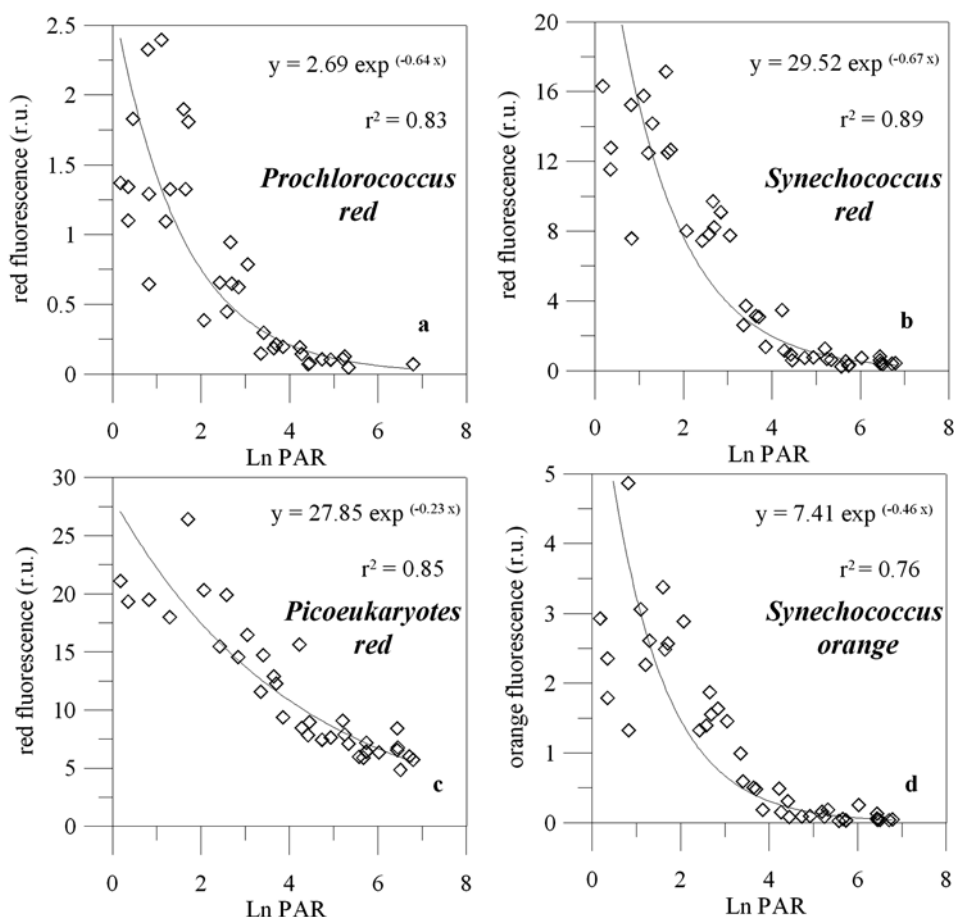 2.5
2
1.5
1
0.5
0
red fluorescence (r.u.)
y = 2.69 exp (-0.64 x)
r² = 0.83
Prochlorococcus
red
a
0 2 4 6 8
Ln PAR
20
16
12
8
4
0
red fluorescence (r.u.)
y = 29.52 exp (-0.67 x)
r² = 0.89
Synechococcus
red
b
0 2 4 6 8
Ln PAR
30
25
20
15
10
5
0
red fluorescence (r.u.)
y = 27.85 exp (-0.23 x)
r² = 0.85
Picoeukaryotes
red
c
0 2 4 6 8
Ln PAR
5
4
3
2
1
0
orange fluorescence (r.u.)
y = 7.41 exp (-0.46 x)
r² = 0.76
Synechococcus
orange
d
0 2 4 6 8
Ln PAR